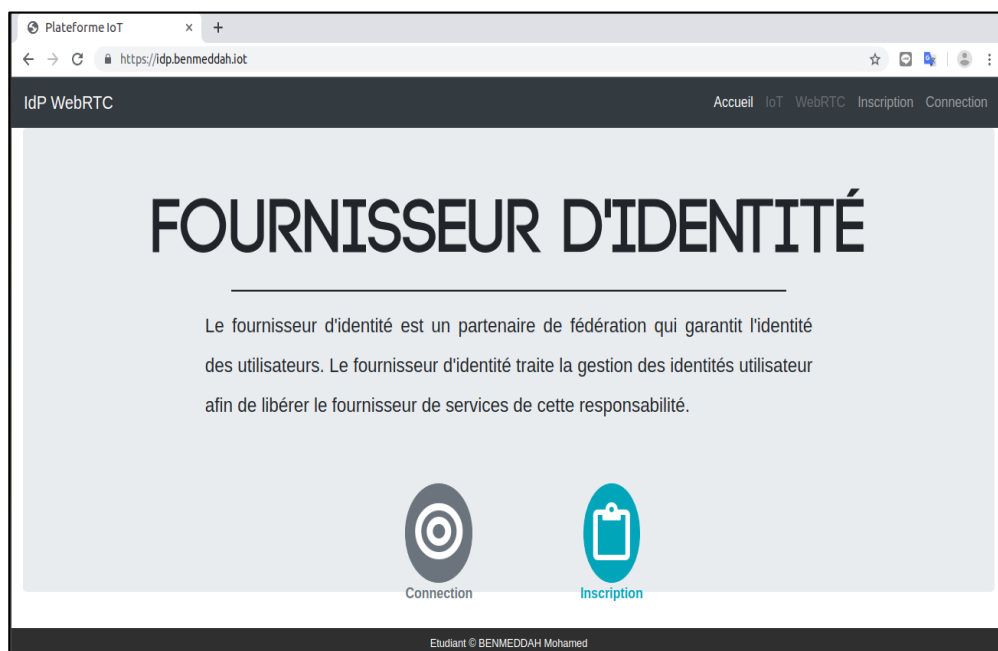 Plateforme IoT
https://idp.benmeddah.iot
IdP WebRTC
Accueil IoT WebRTC Inscription Connection
FOURNISSEUR D'IDENTITÉ
Le fournisseur d'identité est un partenaire de fédération qui garantit l'identité
des utilisateurs. Le fournisseur d'identité traite la gestion des identités utilisateur
afin de libérer le fournisseur de services de cette responsabilité.
Connection Inscription
Etudiant © BENMEDDAH Mohamed